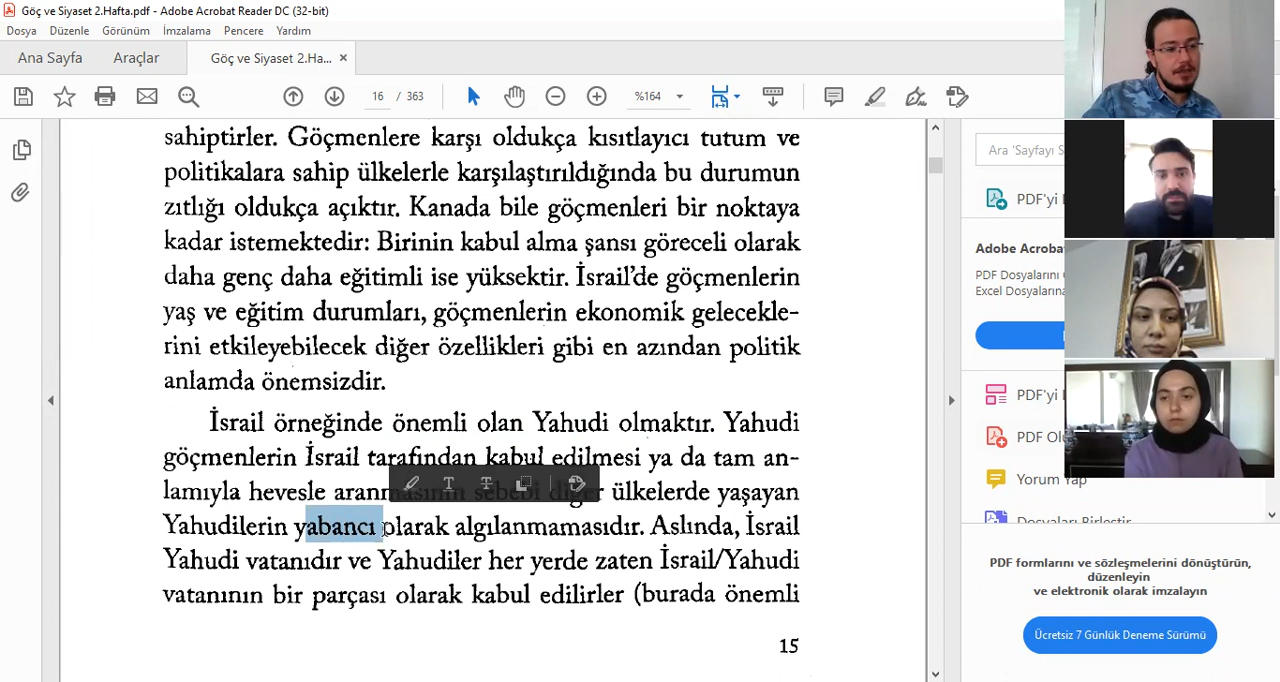 Göç ve Siyaset 2.Hafta.pdf - Adobe Acrobat Reader DC (32-bit)
Dosya Düzenle Görünüm İmzalama Pencere Yardım
Ana Sayfa Araçlar Göç ve Siyaset 2.Ha... ×
16 / 363 %164
sahiptirler. Göçmenlere karşı oldukça kısıtlayıcı tutum ve
politikalara sahip ülkelerle karşılaştırıldığında bu durumun
zıtlığı oldukça açıktır. Kanada bile göçmenleri bir noktaya
kadar istemektedir: Birinin kabul alma şansı göreceli olarak
daha genç daha eğitimli ise yüksektir. İsrail'de göçmenlerin
yaş ve eğitim durumları, göçmenlerin ekonomik gelecekle-
rini etkileyebilecek diğer özellikleri gibi en azından politik
anlamda önemsizdir.
İsrail örneğinde önemli olan Yahudi olmaktır. Yahudi
göçmenlerin İsrail tarafından kabul edilmesi ya da tam an-
lamıyla hevesle aranmasının sebebi diğer ülkelerde yaşayan
Yahudilerin yabancı olarak algılanmamasıdır. Aslında, İsrail
Yahudi vatanıdır ve Yahudiler her yerde zaten İsrail/Yahudi
vatanının bir parçası olarak kabul edilirler (burada önemli
15
Ara 'Sayfayı S
PDF'yi
Adobe Acroba
PDF Dosyalarını
Excel Dosyaların
PDF'yi
PDF Ol
Yorum Yap
Dosyaları Birleştir
PDF formlarını ve sözleşmelerini dönüştürün,
düzenleyin
ve elektronik olarak imzalayın
Ücretsiz 7 Günlük Deneme Sürümü